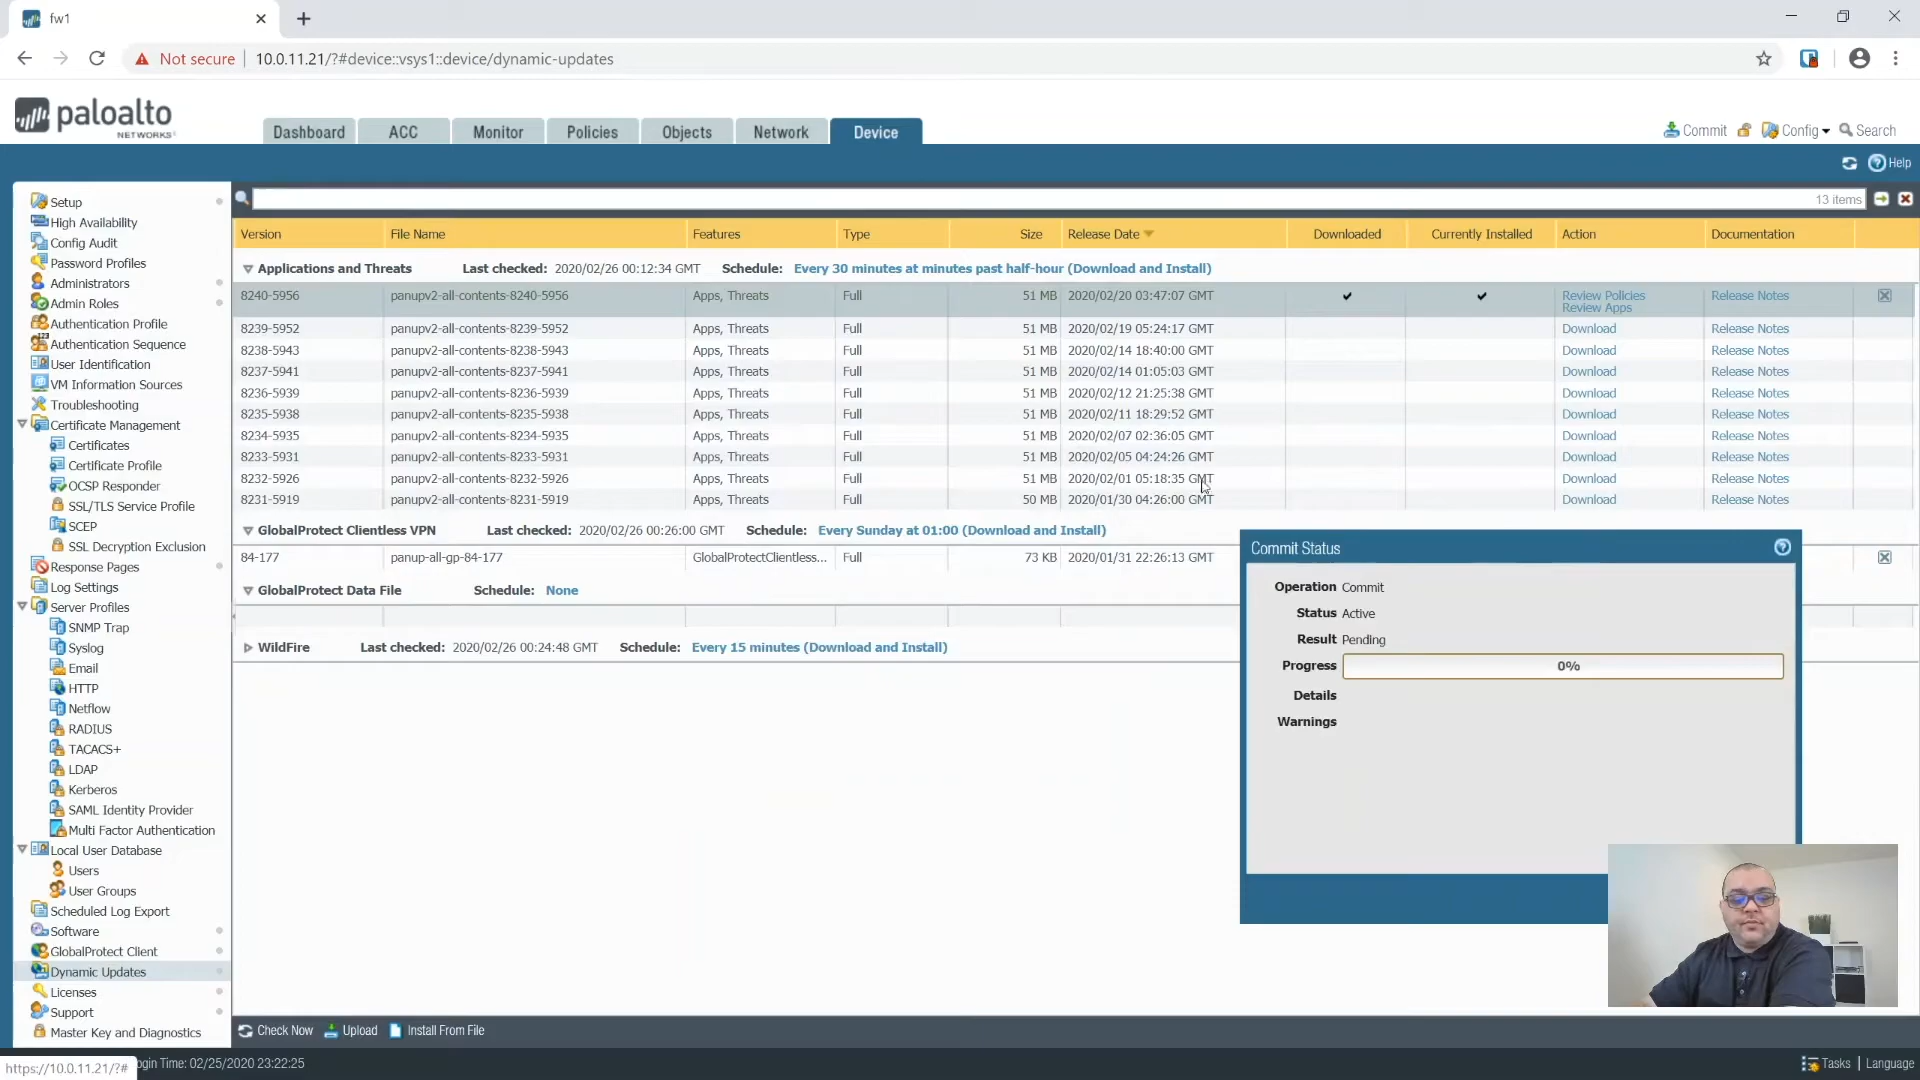 fw1
Not secure 10.0.11.21/?#device::vsys1::device/dynamic-updates
paloalto
NETWORKS
Dashboard ACC Monitor Policies Objects Network Device
Commit Config Search
Help
13 items
Version File Name Features Type Size Release Date Downloaded Currently Installed Action Documentation
Applications and Threats Last checked: 2020/02/26 00:12:34 GMT Schedule: Every 30 minutes at minutes past half-hour (Download and Install)
8240-5956 panupv2-all-contents-8240-5956 Apps, Threats Full 51 MB 2020/02/20 03:47:07 GMT ✔ ✔ Review Policies Release Notes
Review Apps
8239-5952 panupv2-all-contents-8239-5952 Apps, Threats Full 51 MB 2020/02/19 05:24:17 GMT Download Release Notes
8238-5943 panupv2-all-contents-8238-5943 Apps, Threats Full 51 MB 2020/02/14 18:40:00 GMT Download Release Notes
8237-5941 panupv2-all-contents-8237-5941 Apps, Threats Full 51 MB 2020/02/14 01:05:03 GMT Download Release Notes
8236-5939 panupv2-all-contents-8236-5939 Apps, Threats Full 51 MB 2020/02/12 21:25:38 GMT Download Release Notes
8235-5938 panupv2-all-contents-8235-5938 Apps, Threats Full 51 MB 2020/02/11 18:29:52 GMT Download Release Notes
8234-5935 panupv2-all-contents-8234-5935 Apps, Threats Full 51 MB 2020/02/07 02:36:05 GMT Download Release Notes
8233-5931 panupv2-all-contents-8233-5931 Apps, Threats Full 51 MB 2020/02/05 04:24:26 GMT Download Release Notes
8232-5926 panupv2-all-contents-8232-5926 Apps, Threats Full 51 MB 2020/02/01 05:18:35 GMT Download Release Notes
8231-5919 panupv2-all-contents-8231-5919 Apps, Threats Full 50 MB 2020/01/30 04:26:00 GMT Download Release Notes
GlobalProtect Clientless VPN Last checked: 2020/02/26 00:26:00 GMT Schedule: Every Sunday at 01:00 (Download and Install)
84-177 panup-all-gp-84-177 GlobalProtectClientless... Full 73 KB 2020/01/31 22:26:13 GMT
GlobalProtect Data File Schedule: None
WildFire Last checked: 2020/02/26 00:24:48 GMT Schedule: Every 15 minutes (Download and Install)
Setup
High Availability
Config Audit
Password Profiles
Administrators
Admin Roles
Authentication Profile
Authentication Sequence
User Identification
VM Information Sources
Troubleshooting
Certificate Management
Certificates
Certificate Profile
OCSP Responder
SSL/TLS Service Profile
SCEP
SSL Decryption Exclusion
Response Pages
Log Settings
Server Profiles
SNMP Trap
Syslog
Email
HTTP
Netflow
RADIUS
TACACS+
LDAP
Kerberos
SAML Identity Provider
Multi Factor Authentication
Local User Database
Users
User Groups
Scheduled Log Export
Software
GlobalProtect Client
Dynamic Updates
Licenses
Support
Master Key and Diagnostics
Commit Status
Operation Commit
Status Active
Result Pending
Progress 0%
Details
Warnings
Check Now Upload Install From File
https://10.0.11.21/?# ogin Time: 02/25/2020 23:22:25
Tasks | Language